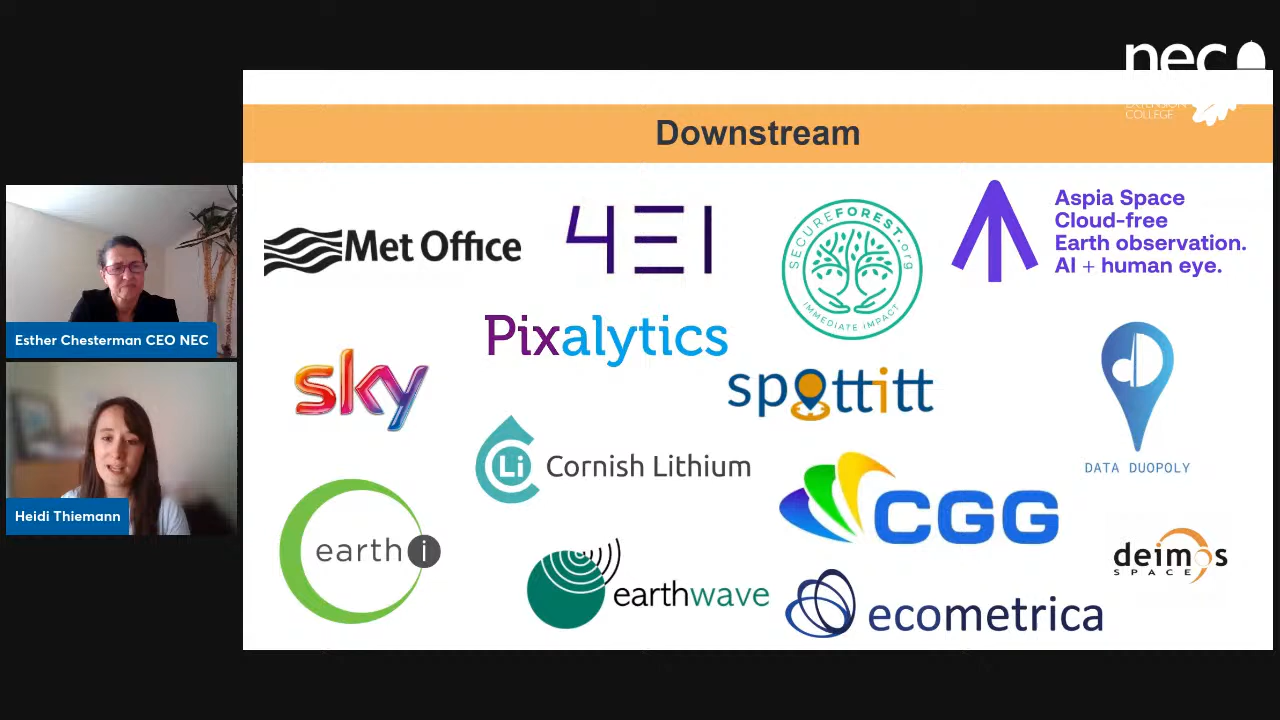 nec
EXTENSION
COLLEGE
Downstream
Met Office
4EI
SECUREFOREST.org
IMMEDIATE IMPACT
Aspia Space
Cloud-free
Earth observation.
AI + human eye.
Pixalytics
sky
spottitt
Esther Chesterman CEO NEC
Li Cornish Lithium
DATA DUOPOLY
CGG
Heidi Thiemann
earth i
deimos
SPACE
earthwave
ecometrica